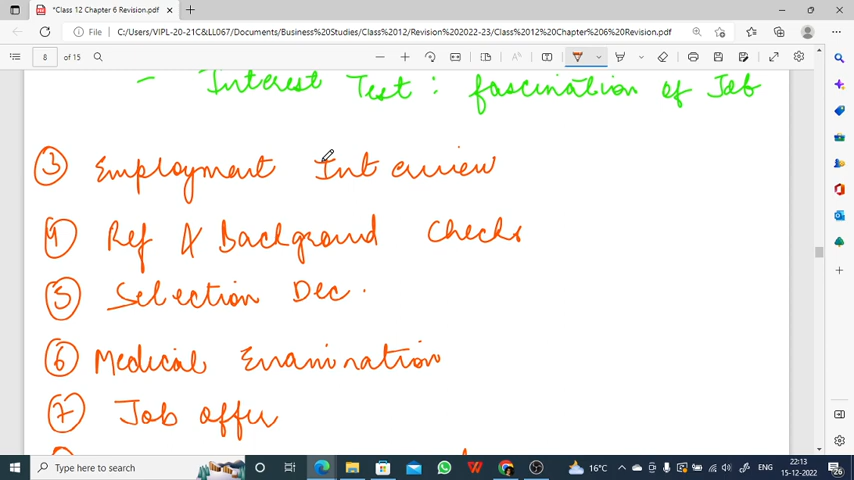 *Class 12 Chapter 6 Revision.pdf
File | C:/Users/VIPL-20-21C&LL067/Documents/Business%20Studies/Class%2012/Revision%202022-23/Class%2012%20Chapter%206%20Revision.pdf
8 of 15
- Interest Test : fascination of Job
③ Employment Interview
④ Ref & Background Checks
⑤ Selection Dec.
⑥ Medical Examination
⑦ Job offer
Type here to search
16°C
ENG
22:13
15-12-2022
26